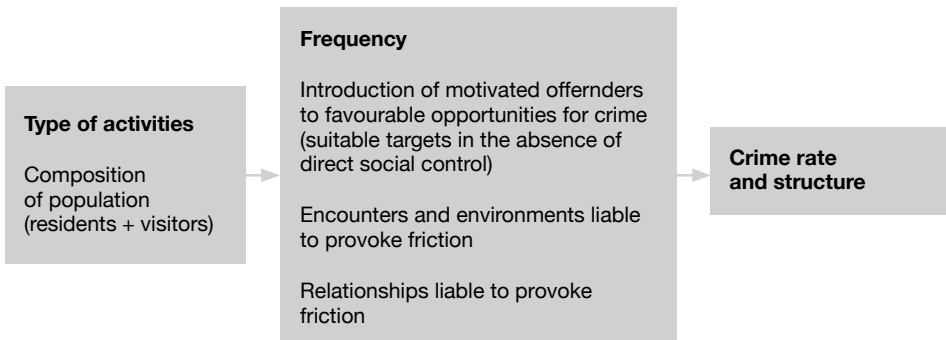 Type of activities
Composition
of population
(residents + visitors)
Frequency
Introduction of motivated offernders
to favourable opportunities for crime
(suitable targets in the absence of
direct social control)
Encounters and environments liable
to provoke friction
Relationships liable to provoke
friction
Crime rate
and structure